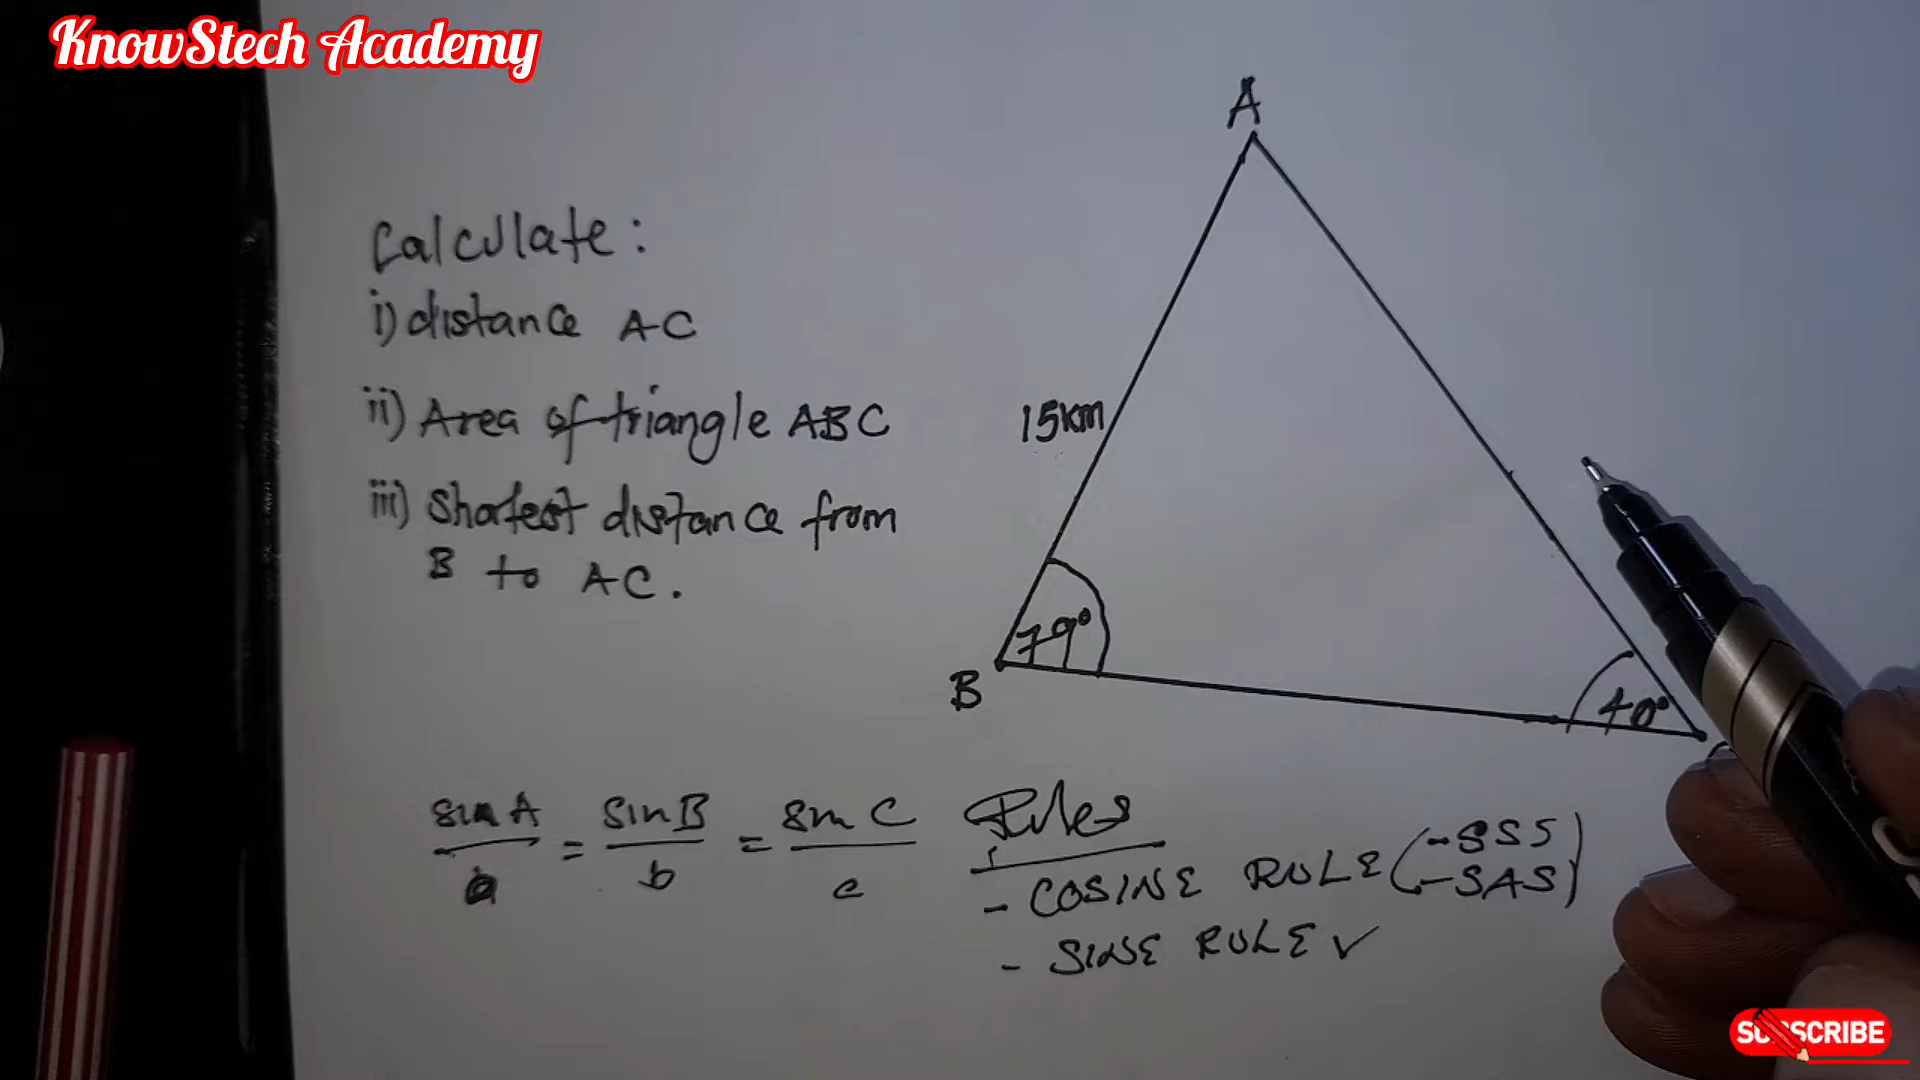 KnowStech Academy
A
Calculate:
i) distance AC
ii) Area of triangle ABC
15km
iii) Shortest distance from
B to AC.
79°
B
40°
sin A = sin B = sin C
a b c
Rules
- COSINE RULE (-SSS
-SAS)
- SINE RULE ✓
SUBSCRIBE